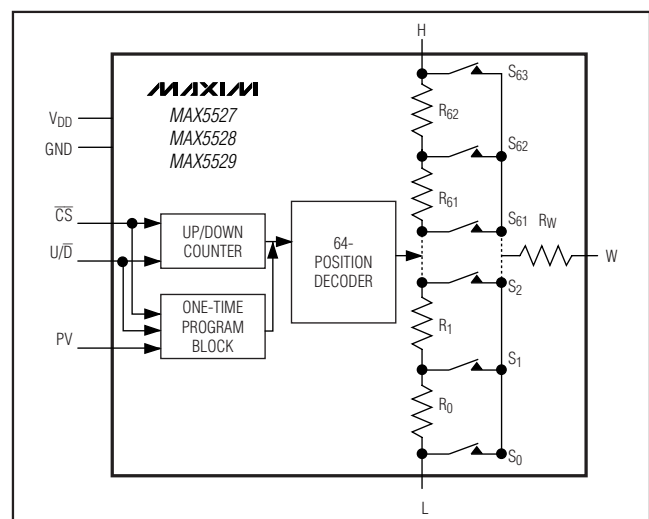 H
MAXIM
MAX5527
MAX5528
MAX5529
VDD
GND
CS
U/D
PV
UP/DOWN
COUNTER
ONE-TIME
PROGRAM
BLOCK
64-
POSITION
DECODER
S63
R62
S62
R61
S61
RW
W
S2
R1
S1
R0
S0
L